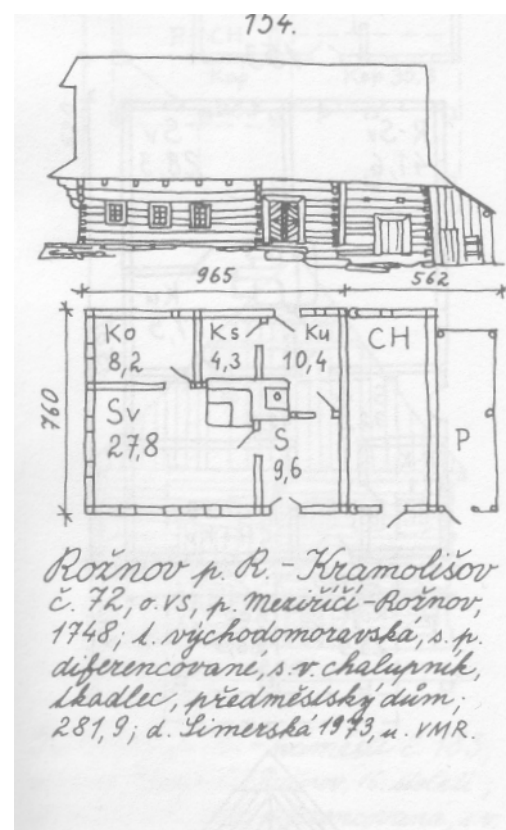 154.
965
562
760
Ko
8,2
Ks
4,3
Ku
10,4
CH
Sv
27,8
S
9,6
P
Rožnov p. R. - Kramolišov
č. 72, o. VS, p. Meziříčí-Rožnov,
1748; t. východomoravská, s. p.
diferencované, s. v. chalupník,
tkadlec, předměstský dům;
281,9; d. Simerská 1973, u. VMR.